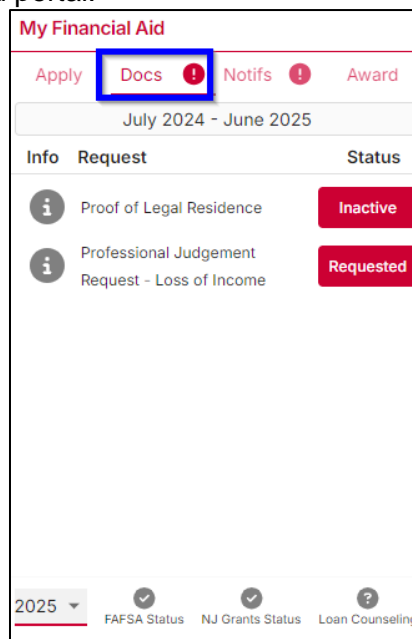 portal.
My Financial Aid
Apply Docs ! Notifs ! Award
July 2024 - June 2025
Info Request Status
i Proof of Legal Residence Inactive
i Professional Judgement
Request - Loss of Income Requested
2025
FAFSA Status NJ Grants Status ? Loan Counseling